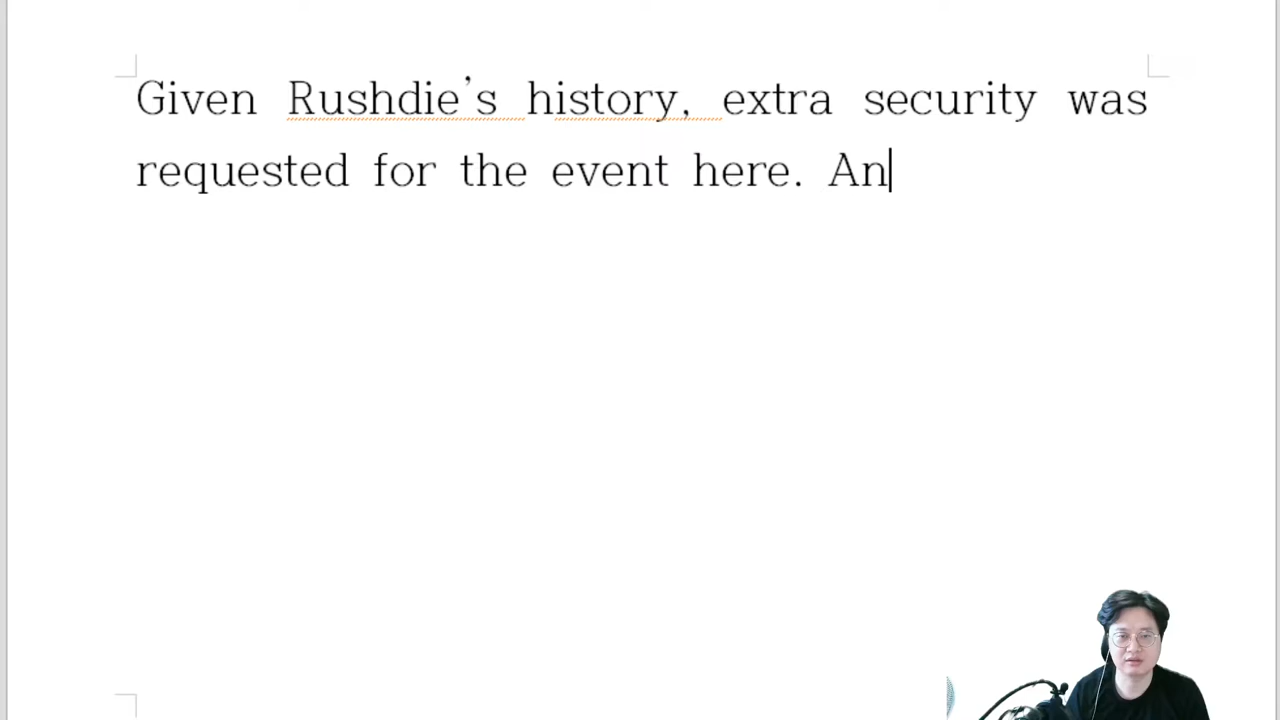 Given Rushdie’s history, extra security was
requested for the event here. An